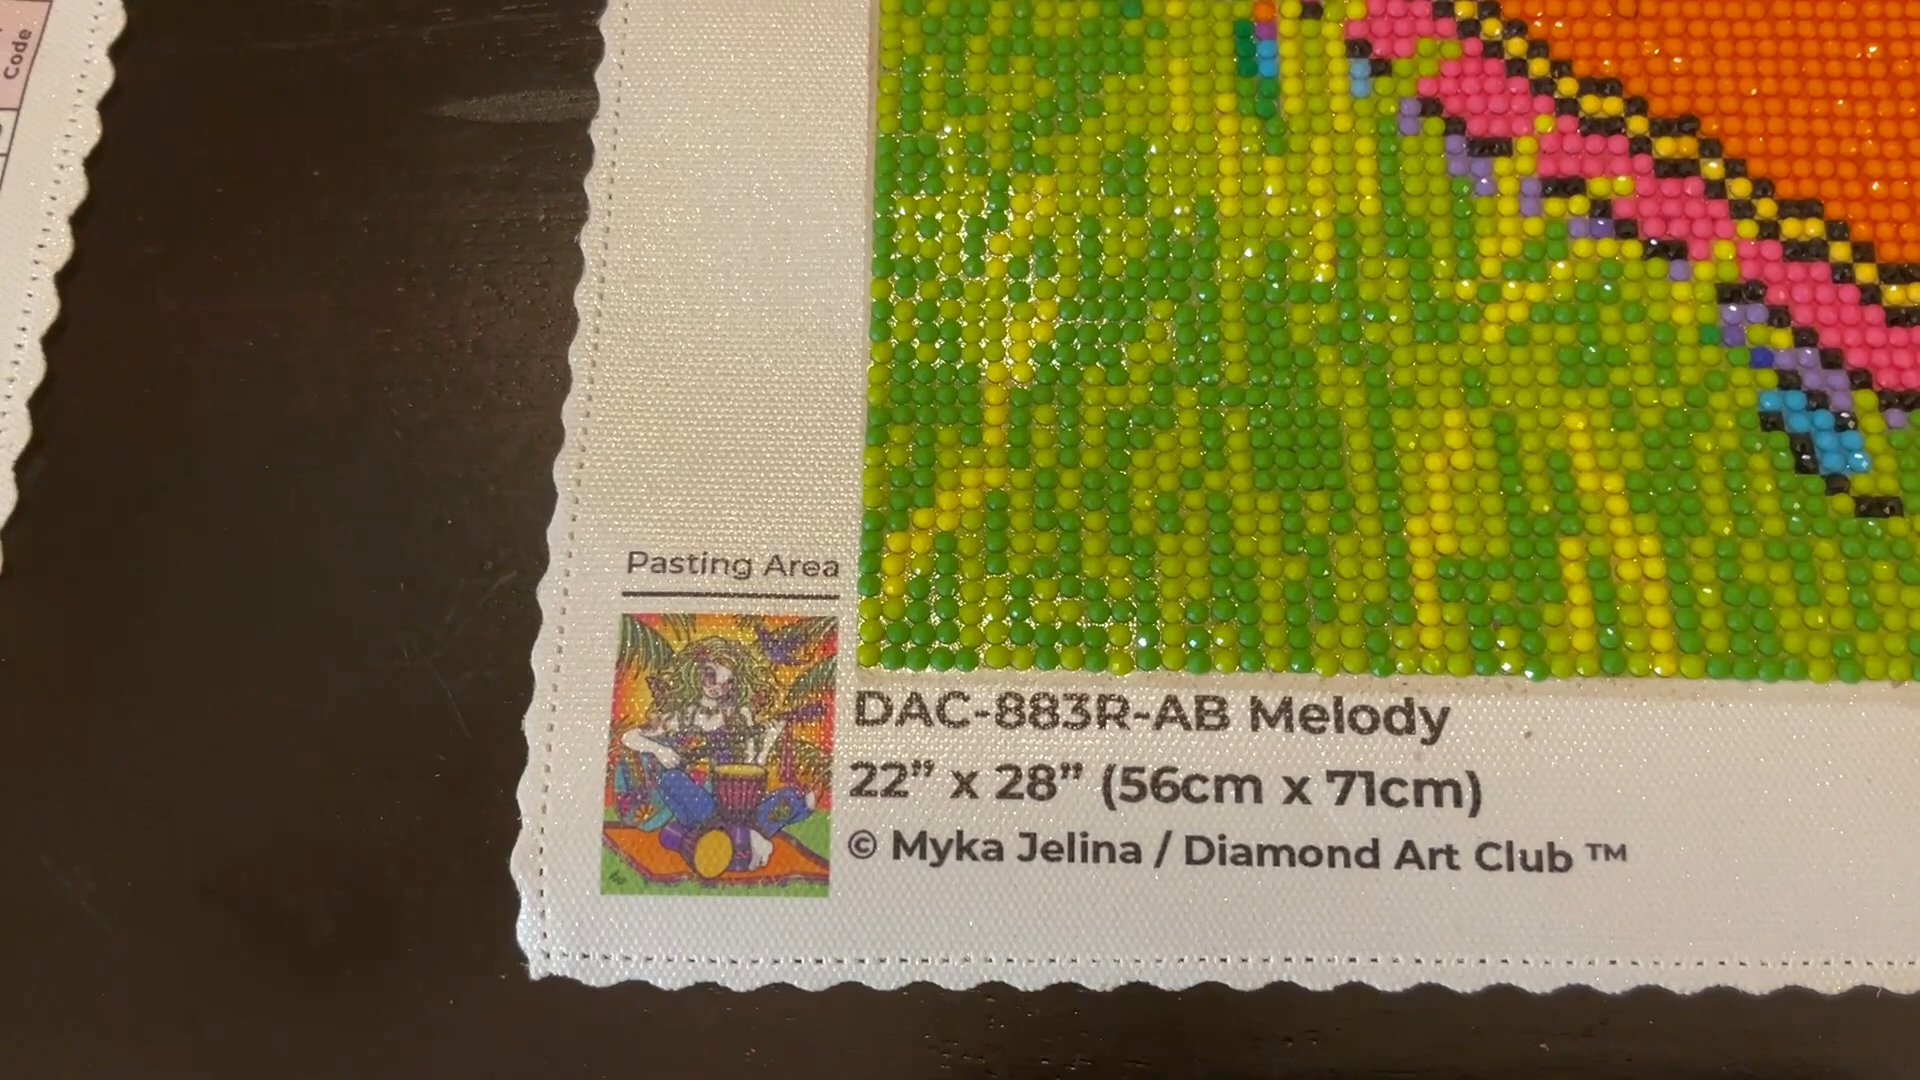 Code
Pasting Area
DAC-883R-AB Melody
22” x 28” (56cm x 71cm)
© Myka Jelina / Diamond Art Club ™